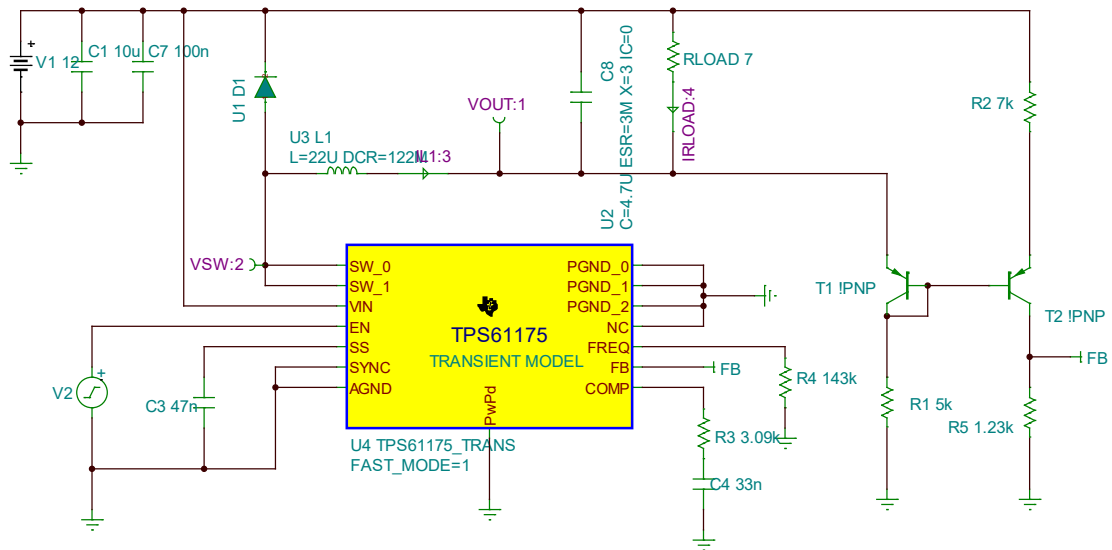 V1 12
C1 10u
C7 100n
U1 D1
U3 L1
L=22U DCR=122M
IL1:3
VOUT:1
C8
U2
C=4.7U ESR=3M X=3 IC=0
RLOAD 7
IRLOAD:4
R2 7k
VSW:2
SW_0
SW_1
VIN
EN
SS
SYNC
AGND
PGND_0
PGND_1
PGND_2
NC
FREQ
FB
COMP
PwPd
TPS61175
TRANSIENT MODEL
U4 TPS61175_TRANS
FAST_MODE=1
V2
C3 47n
FB
R4 143k
R3 3.09k
C4 33n
T1 !PNP
T2 !PNP
FB
R1 5k
R5 1.23k